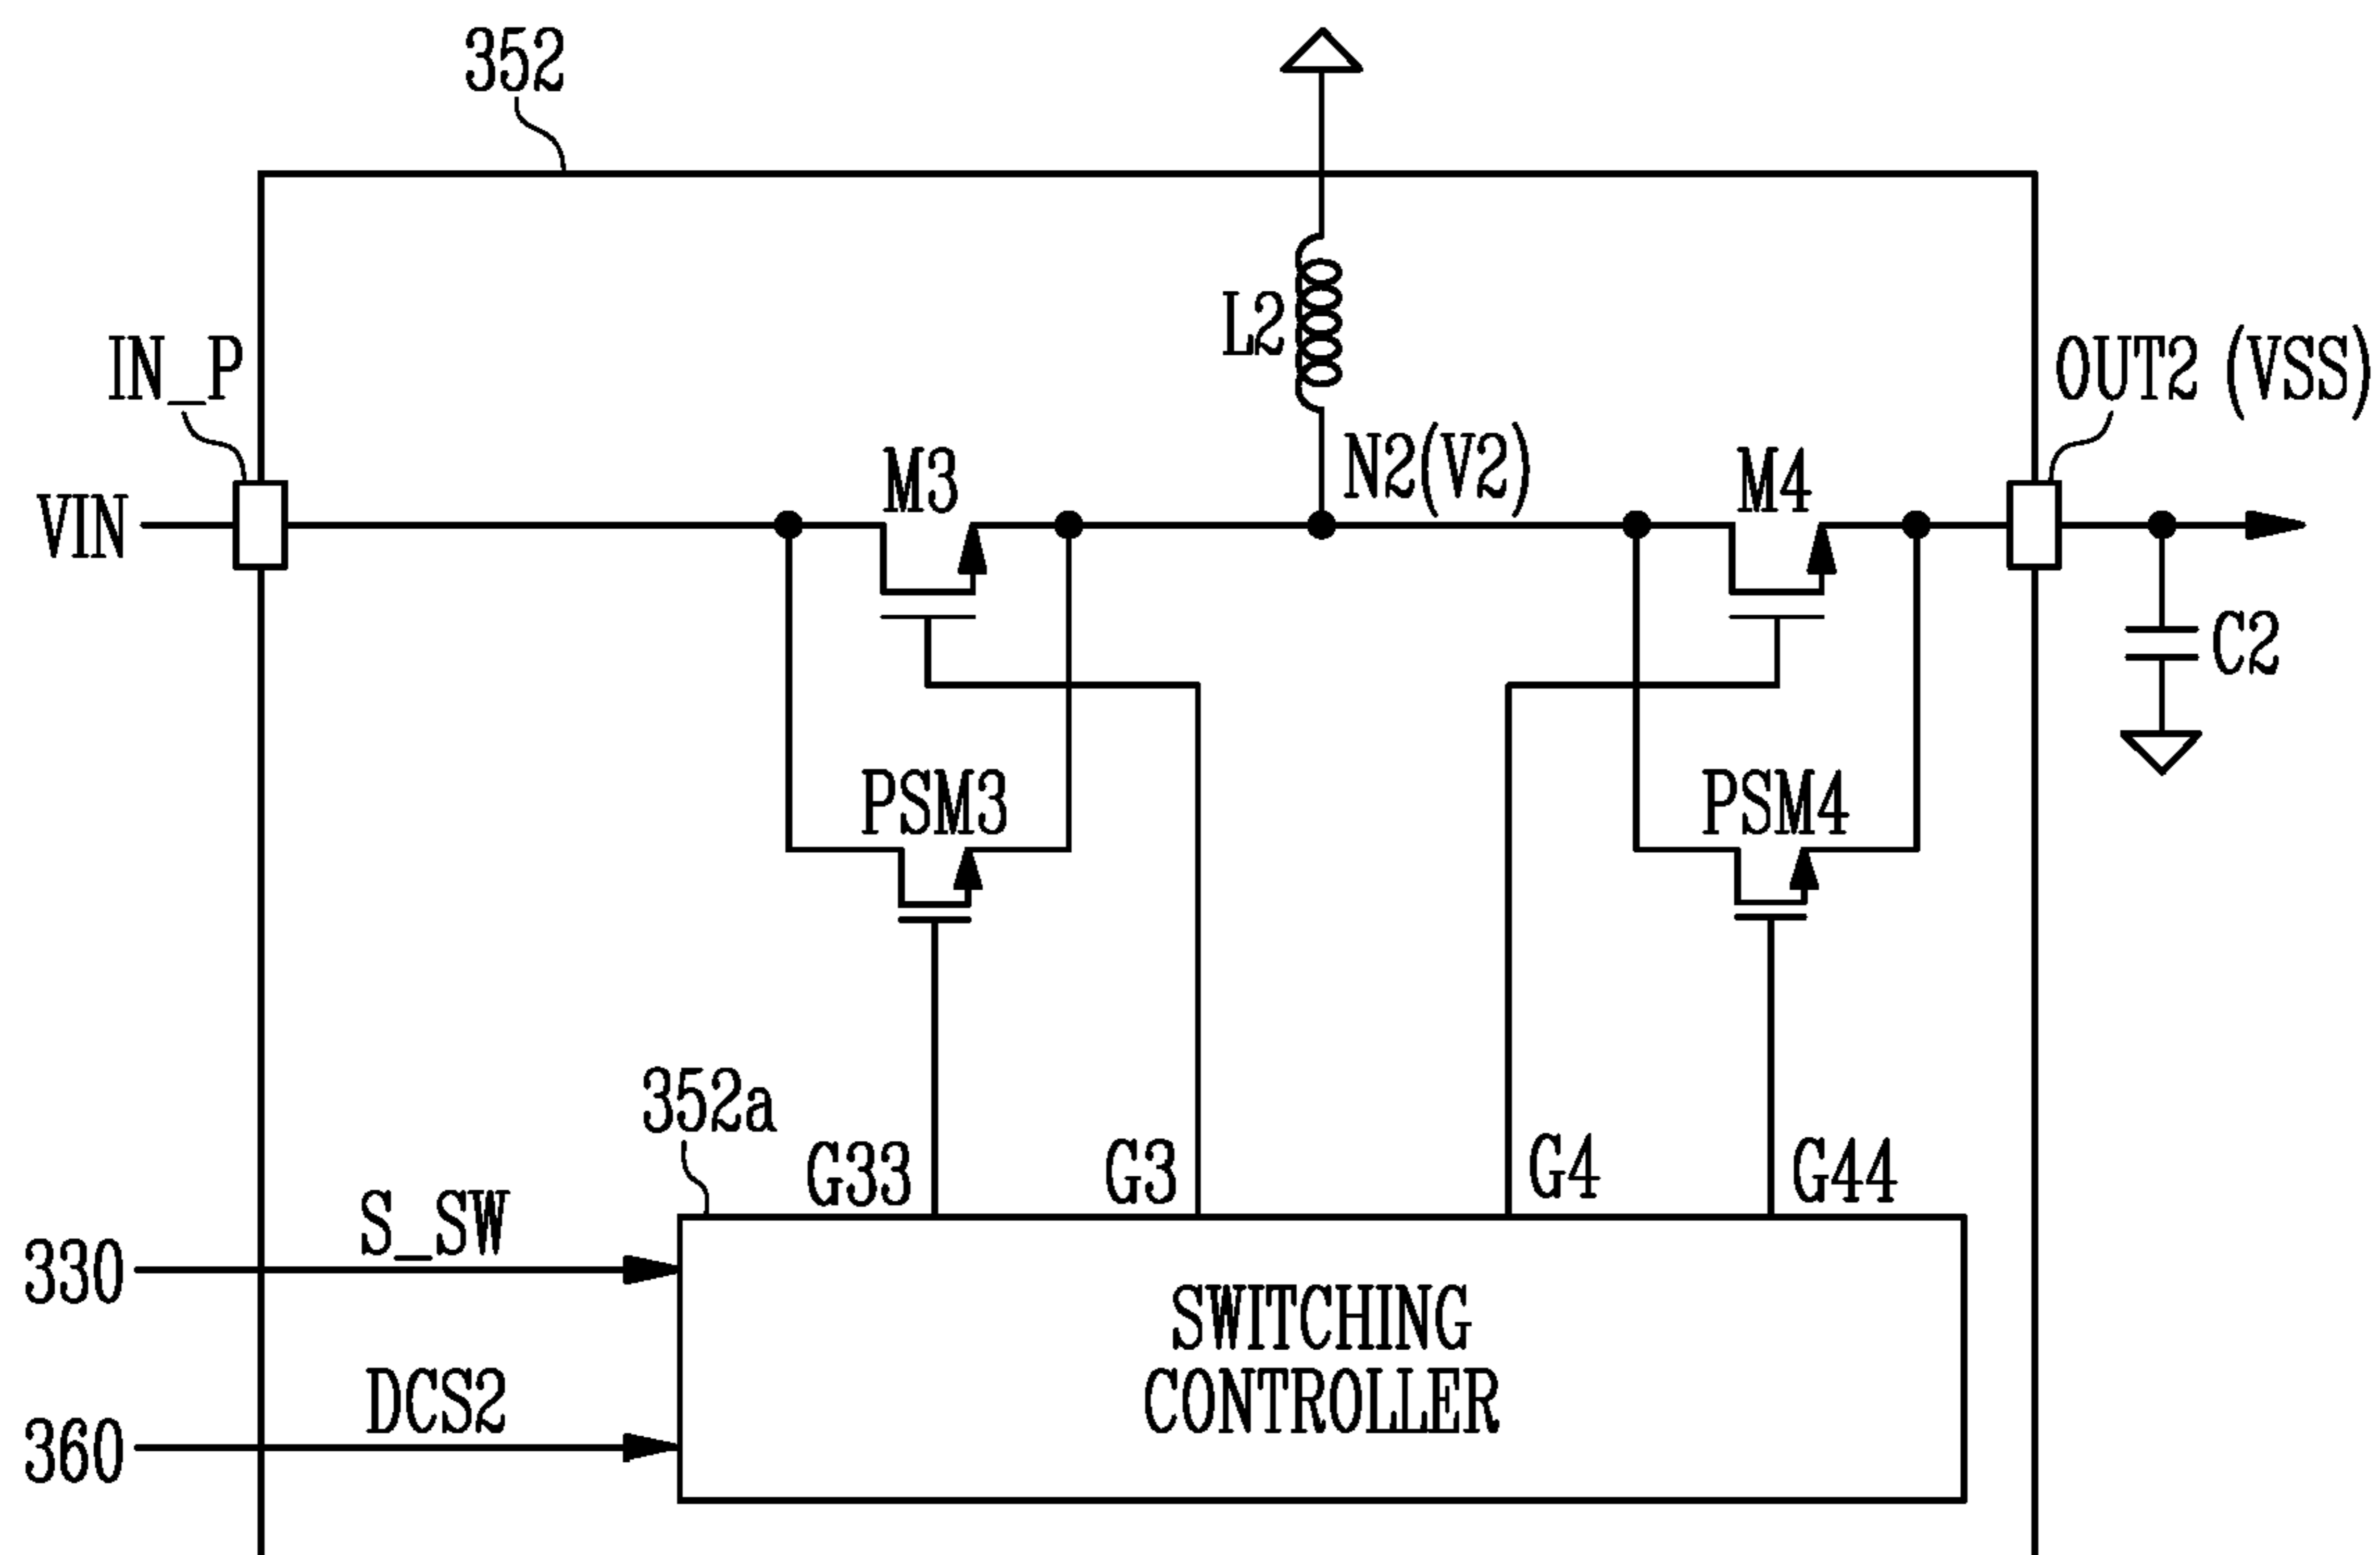 352
IN_P
L2
OUT2 (VSS)
VIN
M3
N2(V2)
M4
C2
PSM3
PSM4
352a
G33
G3
G4
G44
S_SW
330
SWITCHING
CONTROLLER
DCS2
360